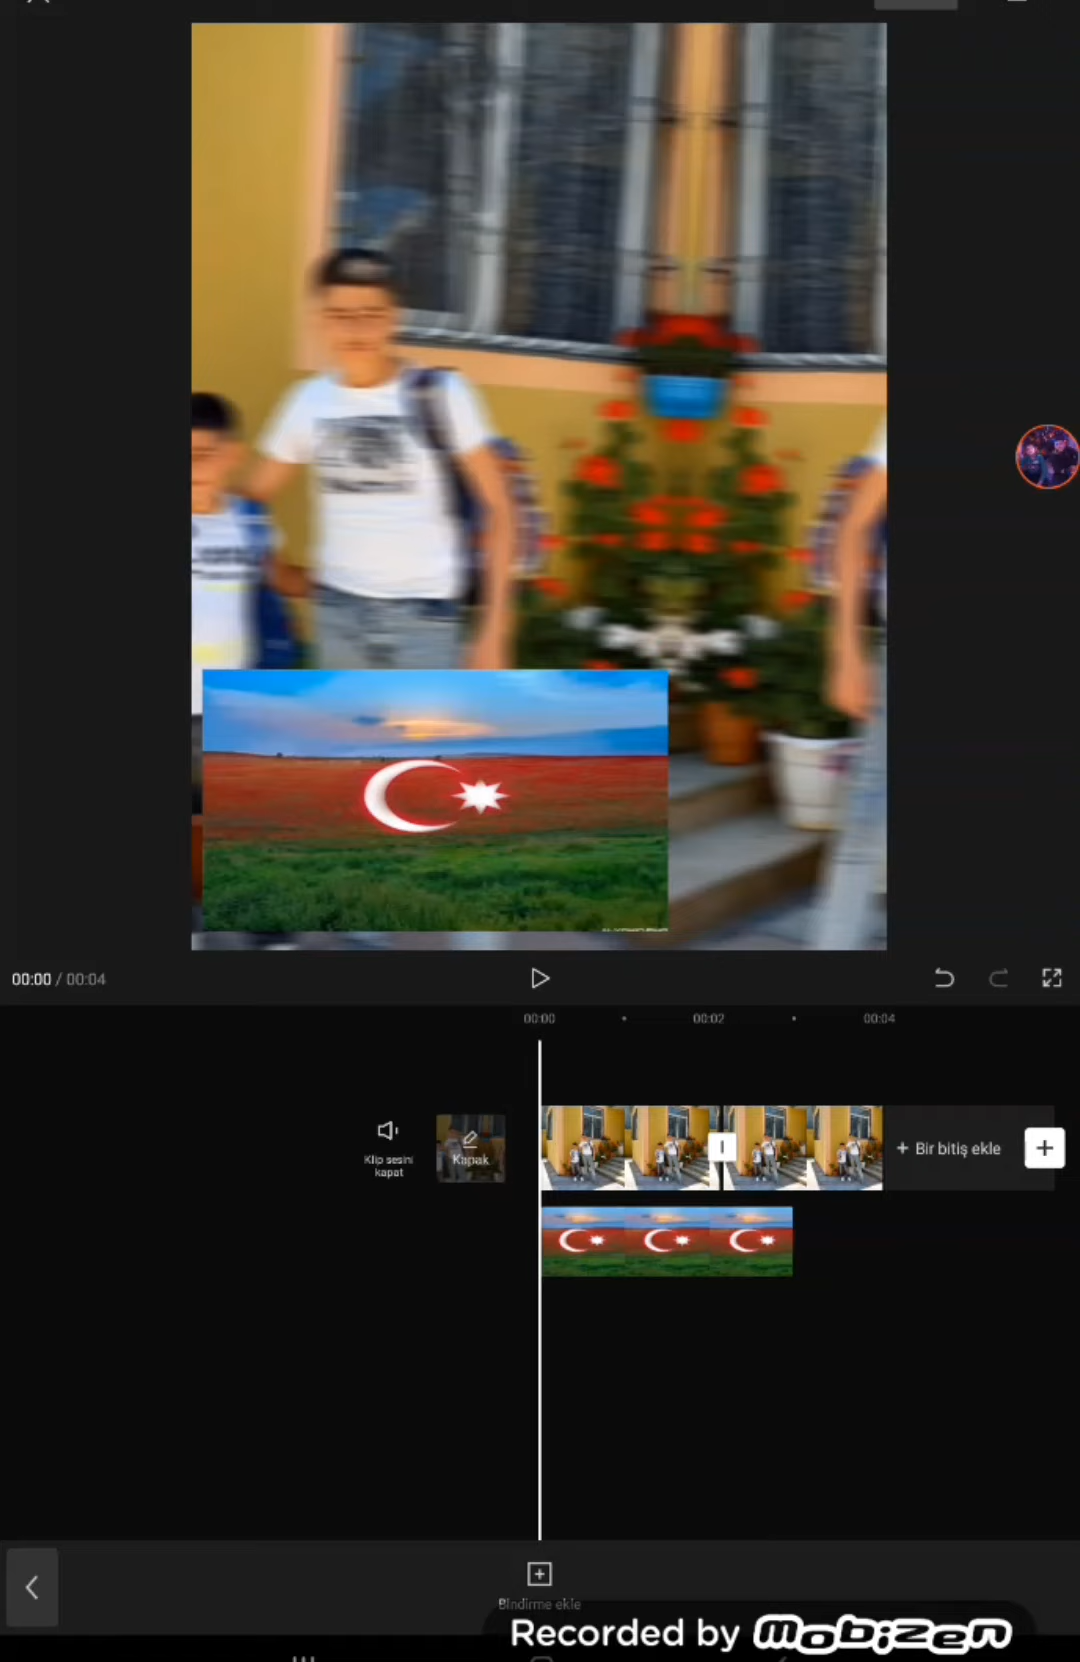 00:00 / 00:04
00:00
00:02
00:04
Klip sesini
kapat
Kapak
+ Bir bitiş ekle
Bindirme ekle
Recorded by mobizen